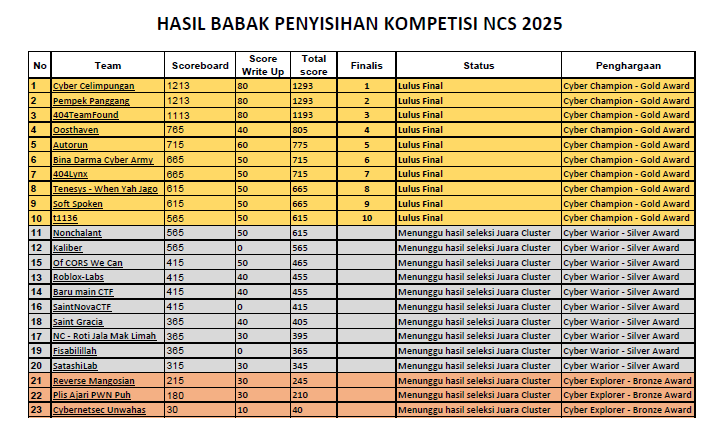 HASIL BABAK PENYISIHAN KOMPETISI NCS 2025
No Team Scoreboard Score Write Up Total score Finalis Status Penghargaan
1 Cyber Celimpungan 1213 80 1293 1 Lulus Final Cyber Champion - Gold Award
2 Pempek Panggang 1213 80 1293 2 Lulus Final Cyber Champion - Gold Award
3 404TeamFound 1113 80 1193 3 Lulus Final Cyber Champion - Gold Award
4 Oosthaven 765 40 805 4 Lulus Final Cyber Champion - Gold Award
5 Autorun 715 60 775 5 Lulus Final Cyber Champion - Gold Award
6 Bina Darma Cyber Army 665 50 715 6 Lulus Final Cyber Champion - Gold Award
7 404Lynx 665 50 715 7 Lulus Final Cyber Champion - Gold Award
8 Tenesys - When Yah Jago 615 50 665 8 Lulus Final Cyber Champion - Gold Award
9 Soft Spoken 615 50 665 9 Lulus Final Cyber Champion - Gold Award
10 t1136 565 50 615 10 Lulus Final Cyber Champion - Gold Award
11 Nonchalant 565 50 615 Menunggu hasil seleksi Juara Cluster Cyber Warior - Silver Award
12 Kaliber 565 0 565 Menunggu hasil seleksi Juara Cluster Cyber Warior - Silver Award
15 Of CORS We Can 415 50 465 Menunggu hasil seleksi Juara Cluster Cyber Warior - Silver Award
13 Roblox-Labs 415 40 455 Menunggu hasil seleksi Juara Cluster Cyber Warior - Silver Award
14 Baru main CTF 415 40 455 Menunggu hasil seleksi Juara Cluster Cyber Warior - Silver Award
16 SaintNovaCTF 415 0 415 Menunggu hasil seleksi Juara Cluster Cyber Warior - Silver Award
18 Saint Gracia 365 40 405 Menunggu hasil seleksi Juara Cluster Cyber Warior - Silver Award
17 NC - Roti Jala Mak Limah 365 30 395 Menunggu hasil seleksi Juara Cluster Cyber Warior - Silver Award
19 Fisabilillah 365 0 365 Menunggu hasil seleksi Juara Cluster Cyber Warior - Silver Award
20 SatashiLab 315 30 345 Menunggu hasil seleksi Juara Cluster Cyber Warior - Silver Award
21 Reverse Mangosian 215 30 245 Menunggu hasil seleksi Juara Cluster Cyber Explorer - Bronze Award
22 Plis Ajari PWN Puh 180 30 210 Menunggu hasil seleksi Juara Cluster Cyber Explorer - Bronze Award
23 Cybernetsec Unwahas 30 10 40 Menunggu hasil seleksi Juara Cluster Cyber Explorer - Bronze Award